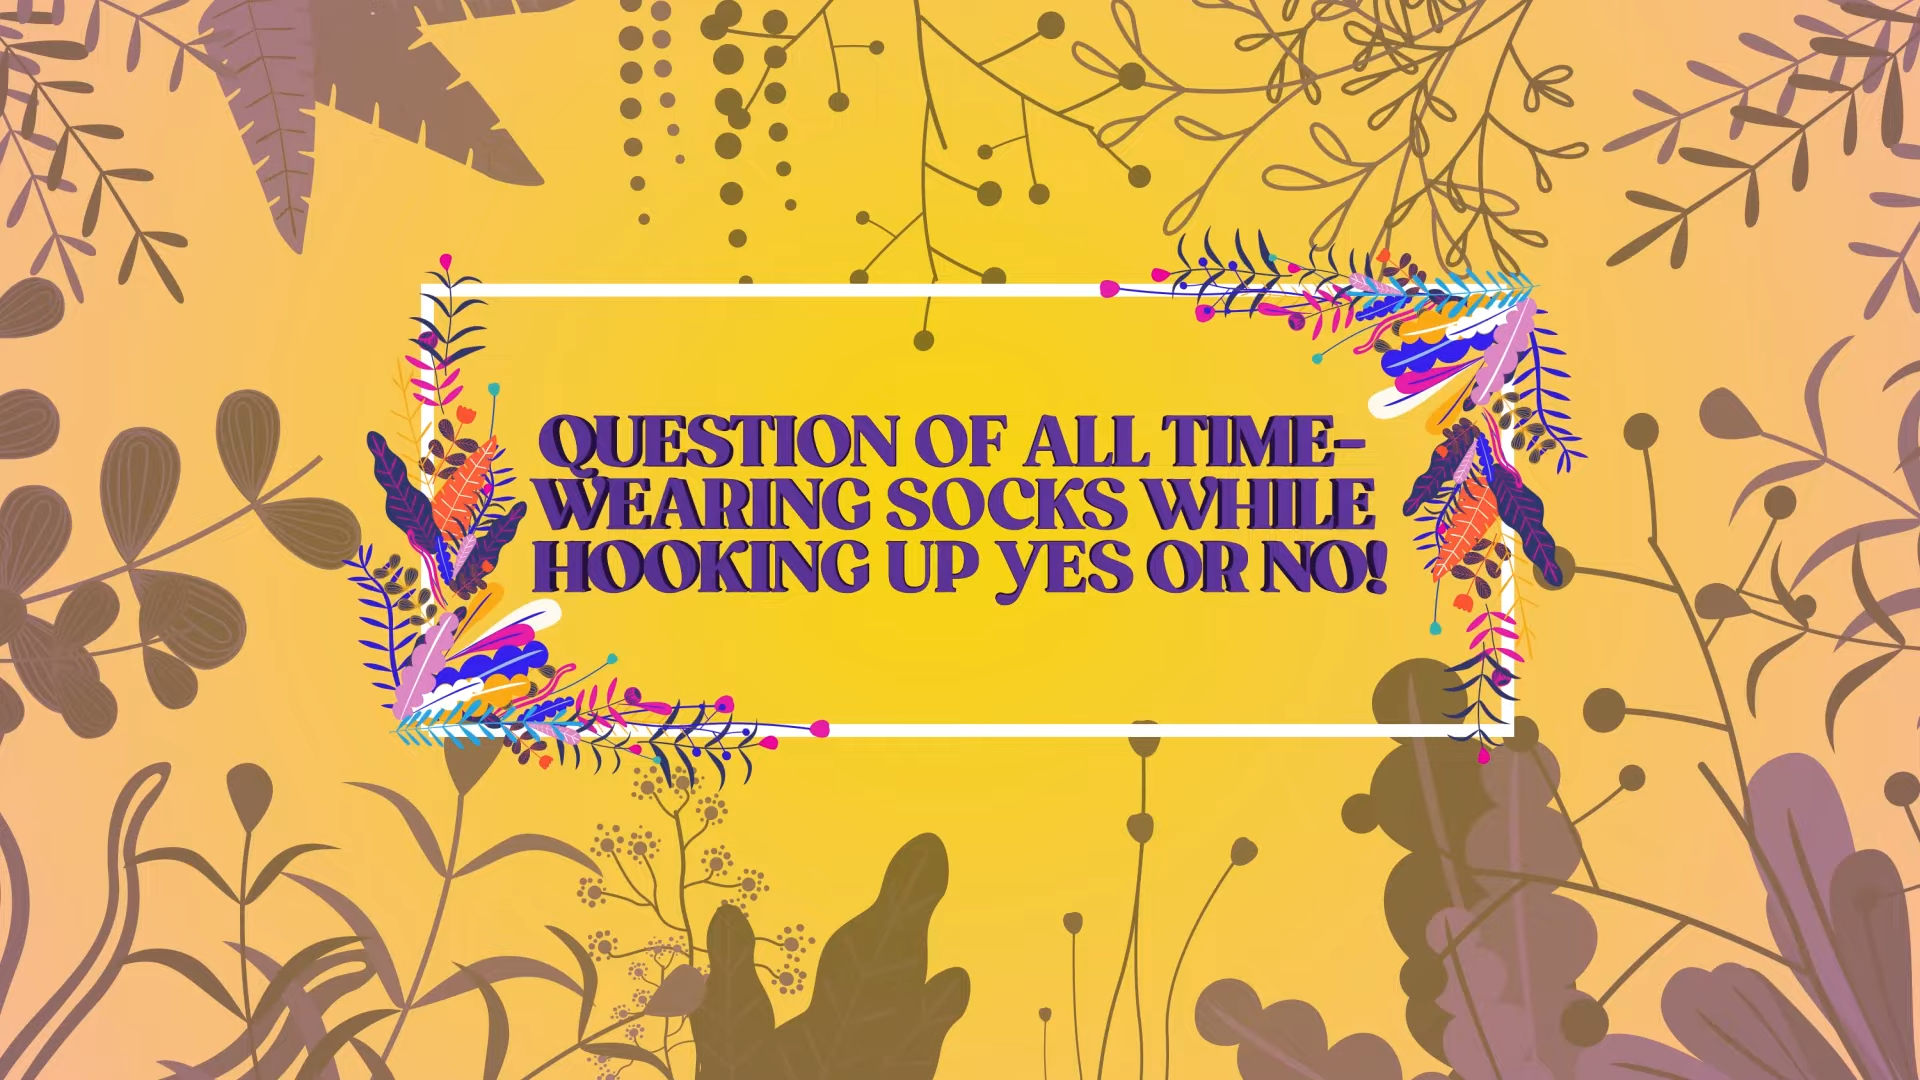 QUESTION OF ALL TIME-
WEARING SOCKS WHILE
HOOKING UP YES OR NO!